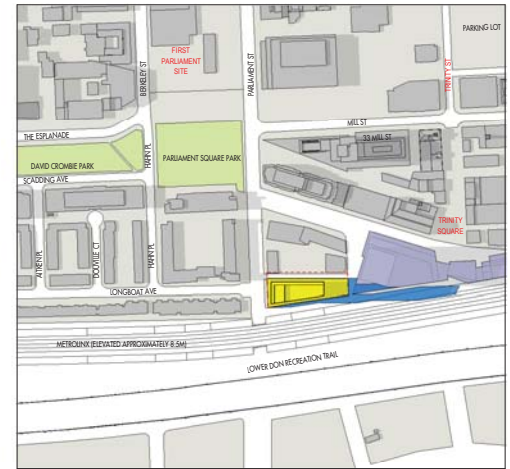 PARKING LOT
FIRST
PARLIAMENT
SITE
BERKELEY ST
PARLIAMENT ST
TRINITY ST
MILL ST
THE ESPLANADE
33 MILL ST
HAHN PL
PARLIAMENT SQUARE PARK
DAVID CROMBIE PARK
SCADDING AVE
TRINITY
SQUARE
AITKEN PL
DOUVILLE CT
HAHN PL
LONGBOAT AVE
METROLINX (ELEVATED APPROXIMATELY 8.5M)
LOWER DON RECREATION TRAIL